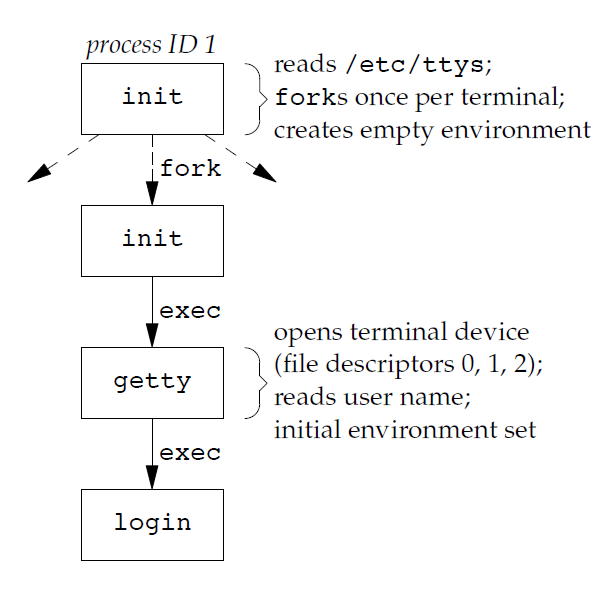 process ID 1
init
reads /etc/ttys;
forks once per terminal;
creates empty environment
fork
init
exec
opens terminal device
(file descriptors 0, 1, 2);
reads user name;
initial environment set
getty
exec
login